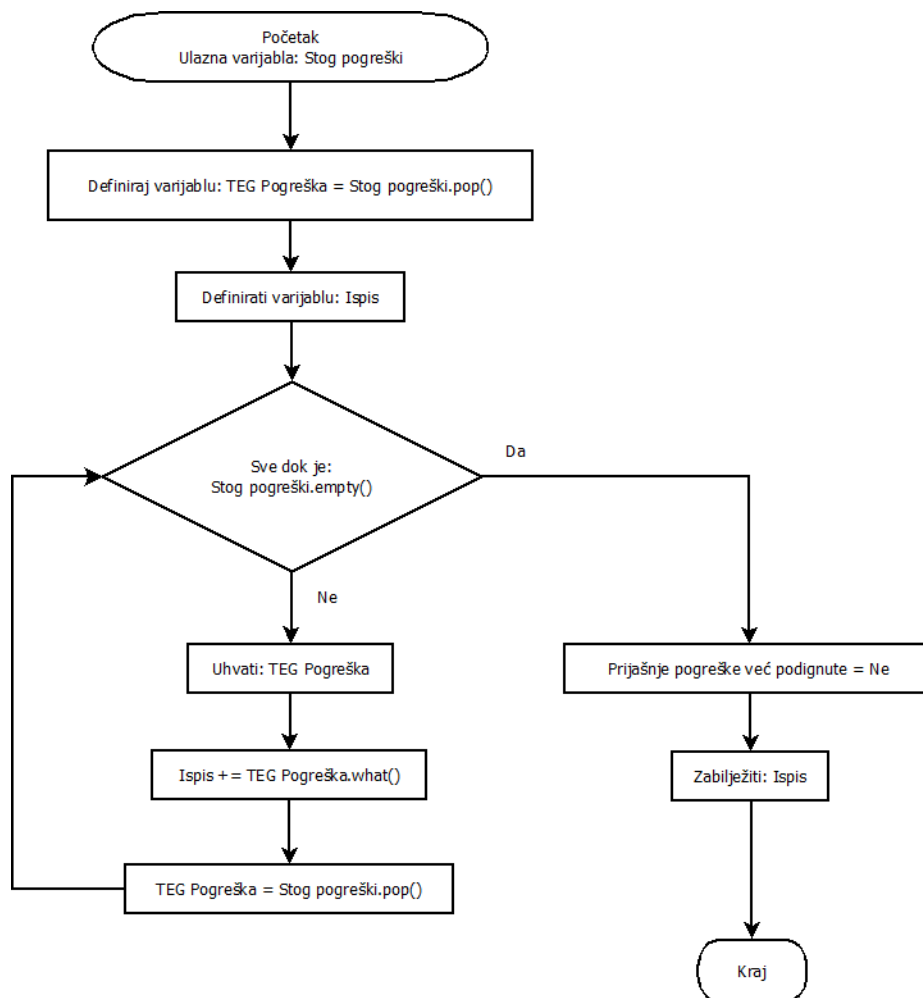 Početak
Ulazna varijabla: Stog pogreški
Definiraj varijablu: TEG Pogreška = Stog pogreški.pop()
Definirati varijablu: Ispis
Sve dok je:
Stog pogreški.empty()
Da
Ne
Uhvati: TEG Pogreška
Ispis += TEG Pogreška.what()
TEG Pogreška = Stog pogreški.pop()
Prijašnje pogreške već podignute = Ne
Zabilježiti: Ispis
Kraj